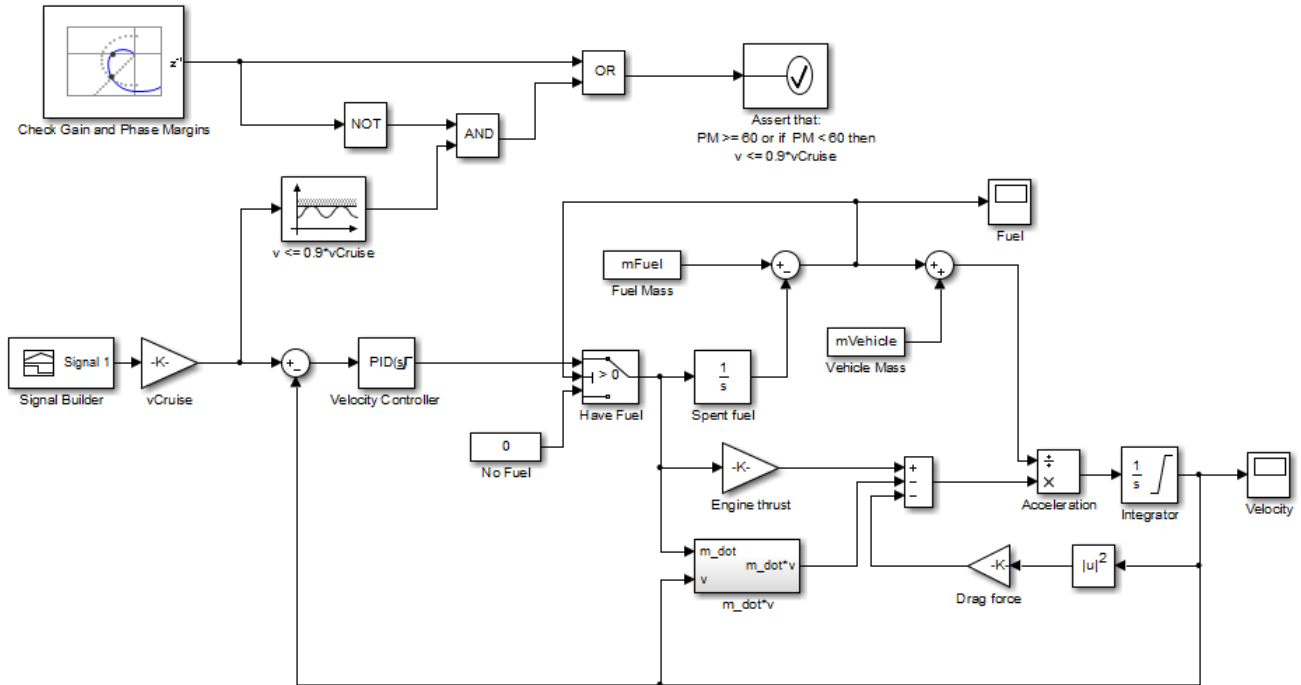 z⁻¹
Check Gain and Phase Margins
NOT
AND
OR
Assert that:
PM >= 60 or if PM < 60 then
v <= 0.9*vCruise
v <= 0.9*vCruise
Fuel
mFuel
Fuel Mass
+
−
+
+
mVehicle
Vehicle Mass
Signal 1
Signal Builder
-K-
vCruise
+
−
PID(s)
Velocity Controller
> 0
Have Fuel
1
s
Spent fuel
0
No Fuel
-K-
Engine thrust
+
−
−
÷
×
Acceleration
1
s
Integrator
Velocity
m_dot
v
m_dot*v
m_dot*v
-K-
Drag force
|u|²